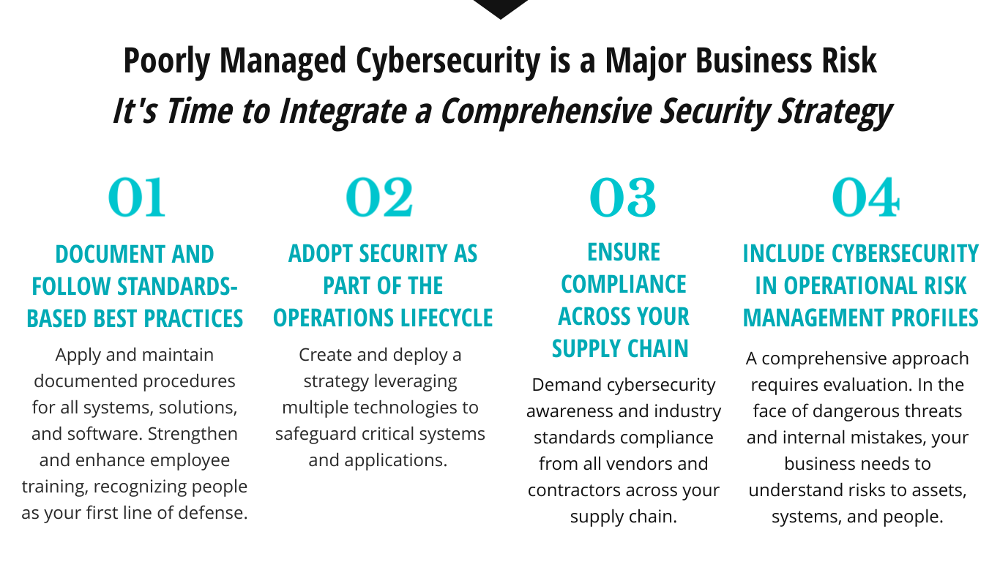 Poorly Managed Cybersecurity is a Major Business Risk
It's Time to Integrate a Comprehensive Security Strategy
01
DOCUMENT AND
FOLLOW STANDARDS-
BASED BEST PRACTICES
Apply and maintain
documented procedures
for all systems, solutions,
and software. Strengthen
and enhance employee
training, recognizing people
as your first line of defense.
02
ADOPT SECURITY AS
PART OF THE
OPERATIONS LIFECYCLE
Create and deploy a
strategy leveraging
multiple technologies to
safeguard critical systems
and applications.
03
ENSURE
COMPLIANCE
ACROSS YOUR
SUPPLY CHAIN
Demand cybersecurity
awareness and industry
standards compliance
from all vendors and
contractors across your
supply chain.
04
INCLUDE CYBERSECURITY
IN OPERATIONAL RISK
MANAGEMENT PROFILES
A comprehensive approach
requires evaluation. In the
face of dangerous threats
and internal mistakes, your
business needs to
understand risks to assets,
systems, and people.